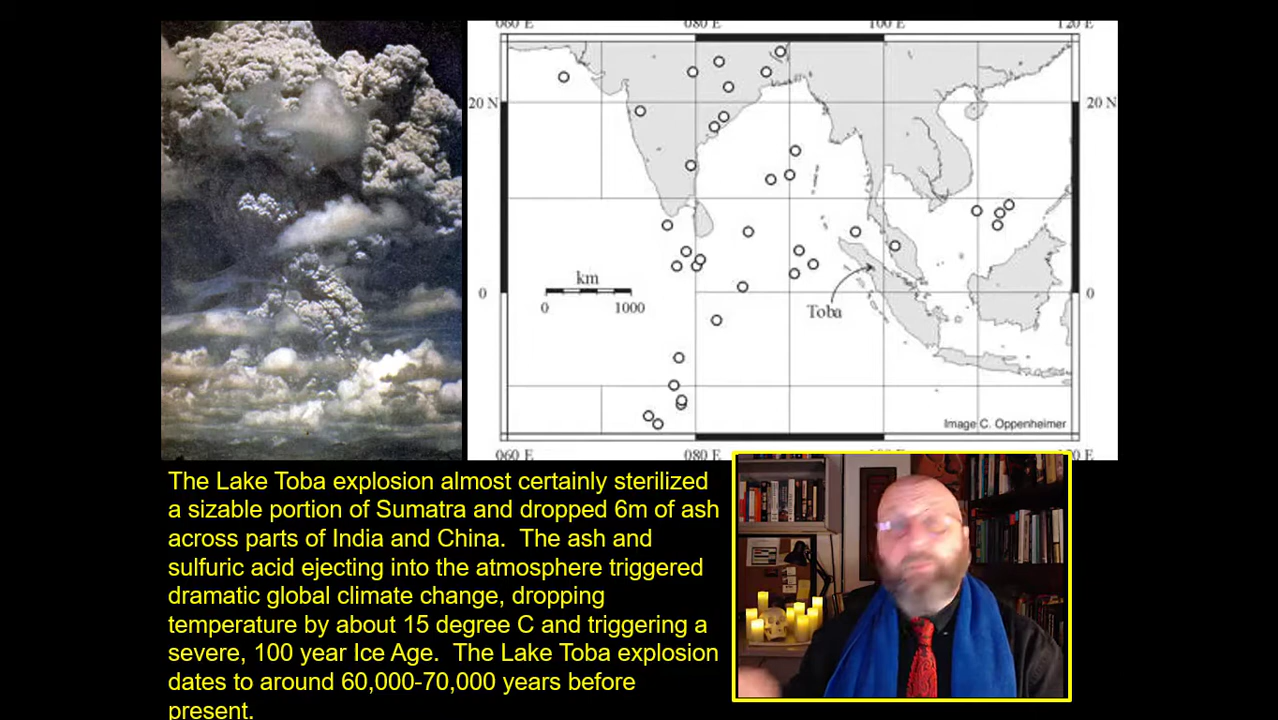 060 E
080 E
100 E
120 E
20 N
20 N
km
0
1000
0
0
Toba
Image C. Oppenheimer
060 E
080 E
The Lake Toba explosion almost certainly sterilized
a sizable portion of Sumatra and dropped 6m of ash
across parts of India and China. The ash and
sulfuric acid ejecting into the atmosphere triggered
dramatic global climate change, dropping
temperature by about 15 degree C and triggering a
severe, 100 year Ice Age. The Lake Toba explosion
dates to around 60,000-70,000 years before
present.